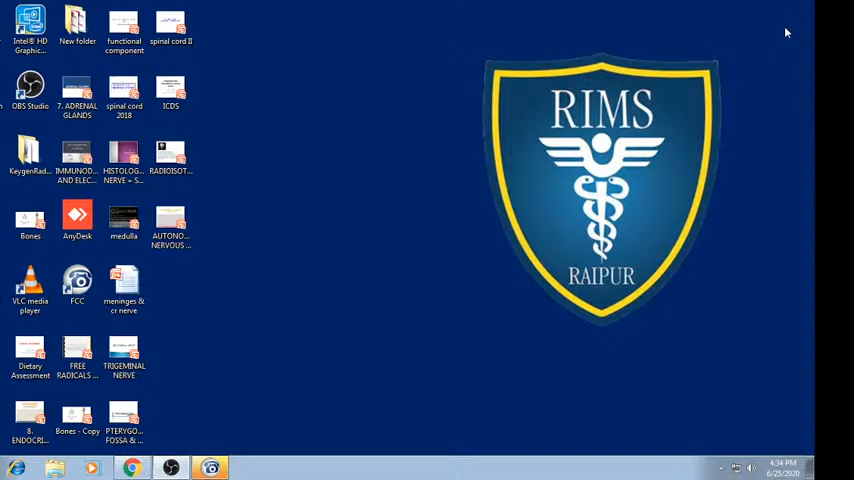 Intel® HD
Graphic...
New folder
functional
component
spinal cord II
OBS Studio
7. ADRENAL
GLANDS
spinal cord
2018
ICDS
KeygenRad...
IMMUNOD...
AND ELEC...
HISTOLOG...
NERVE + S...
RADIOISOT...
Bones
AnyDesk
medulla
AUTONO...
NERVOUS ...
VLC media
player
FCC
meninges &
cr nerve
Dietary
Assessment
FREE
RADICALS ...
TRIGEMINAL
NERVE
8.
ENDOCRI...
Bones - Copy
PTERYGO...
FOSSA & ...
RIMS
RAIPUR
4:34 PM
6/25/2020